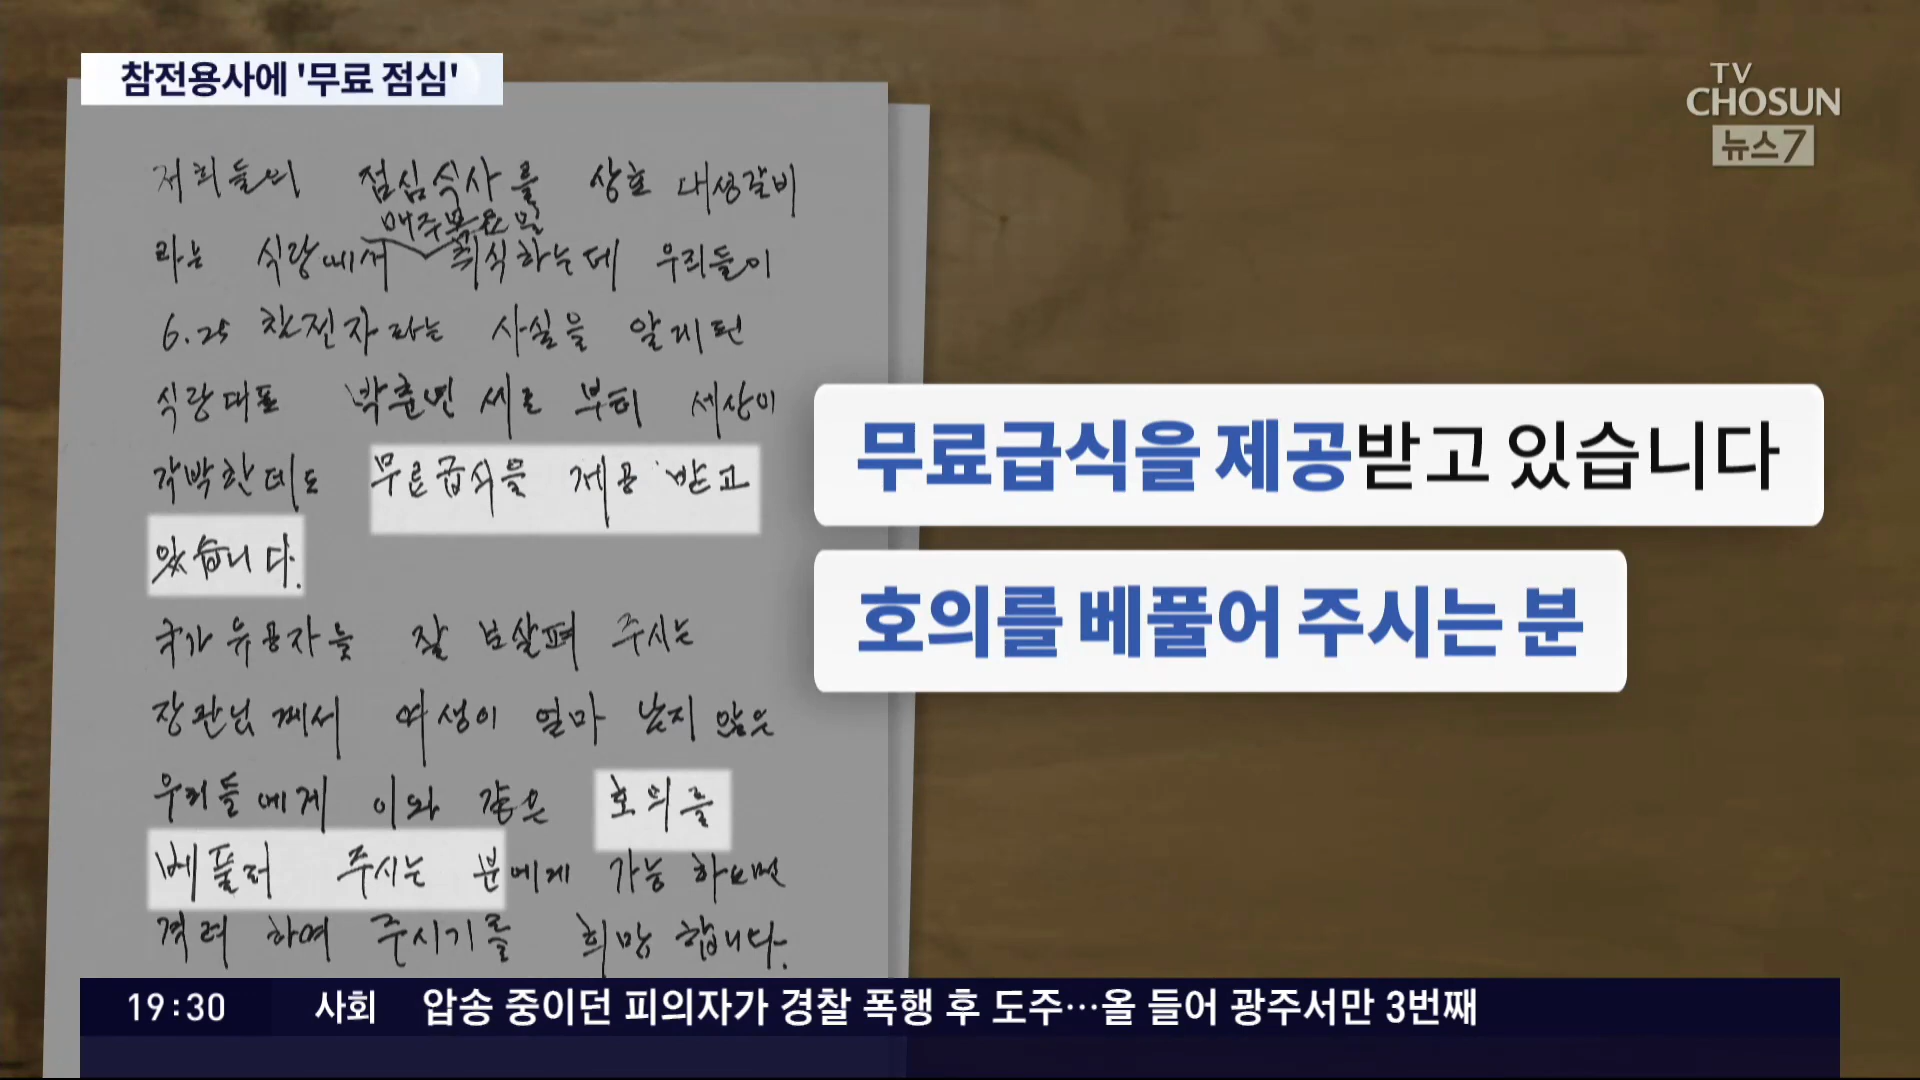 참전용사에 '무료 점심'
TV
CHOSUN
뉴스7
저희들의 점심식사를 상호 대성갈비
매주목요일
라는 식당에서 취식하는데 우리들이
6.25 참전자라는 사실을 알게된
식당대표 박춘연 씨로 부터 세상이
각박한데도 무료급식을 제공 받고
있습니다.
국가 유공자를 잘 보살펴 주시는
장관님께서 여생이 얼마 남지 않은
우리들에게 이와 같은 호의를
베풀어 주시는 분에게 가능 하오면
격려 하여 주시기를 희망 합니다.
무료급식을 제공받고 있습니다
호의를 베풀어 주시는 분
19:30 사회 압송 중이던 피의자가 경찰 폭행 후 도주…올 들어 광주서만 3번째